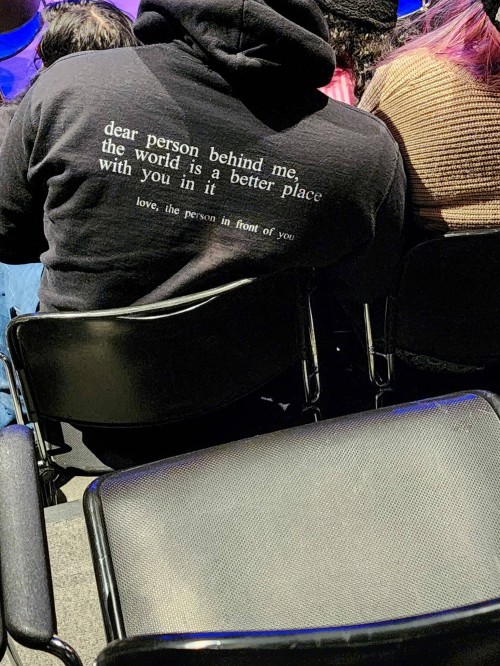 dear person behind me,
the world is a better place
with you in it
love, the person in front of you